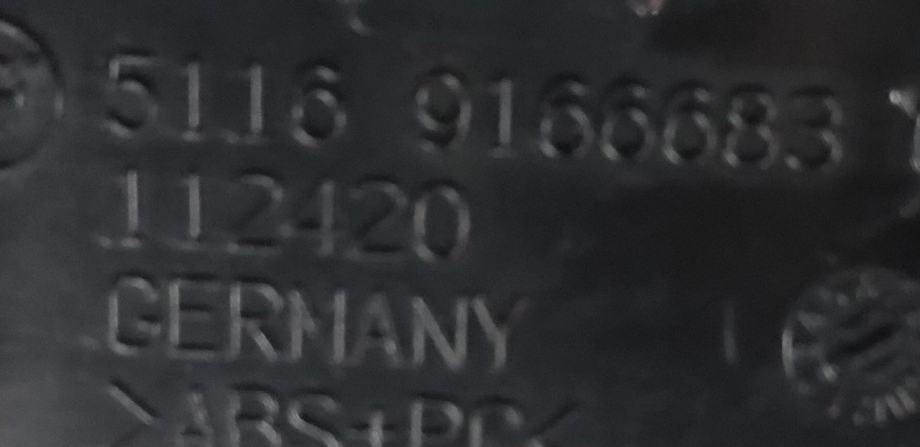 5116 9166683
112420
GERMANY
>ABS+PC<